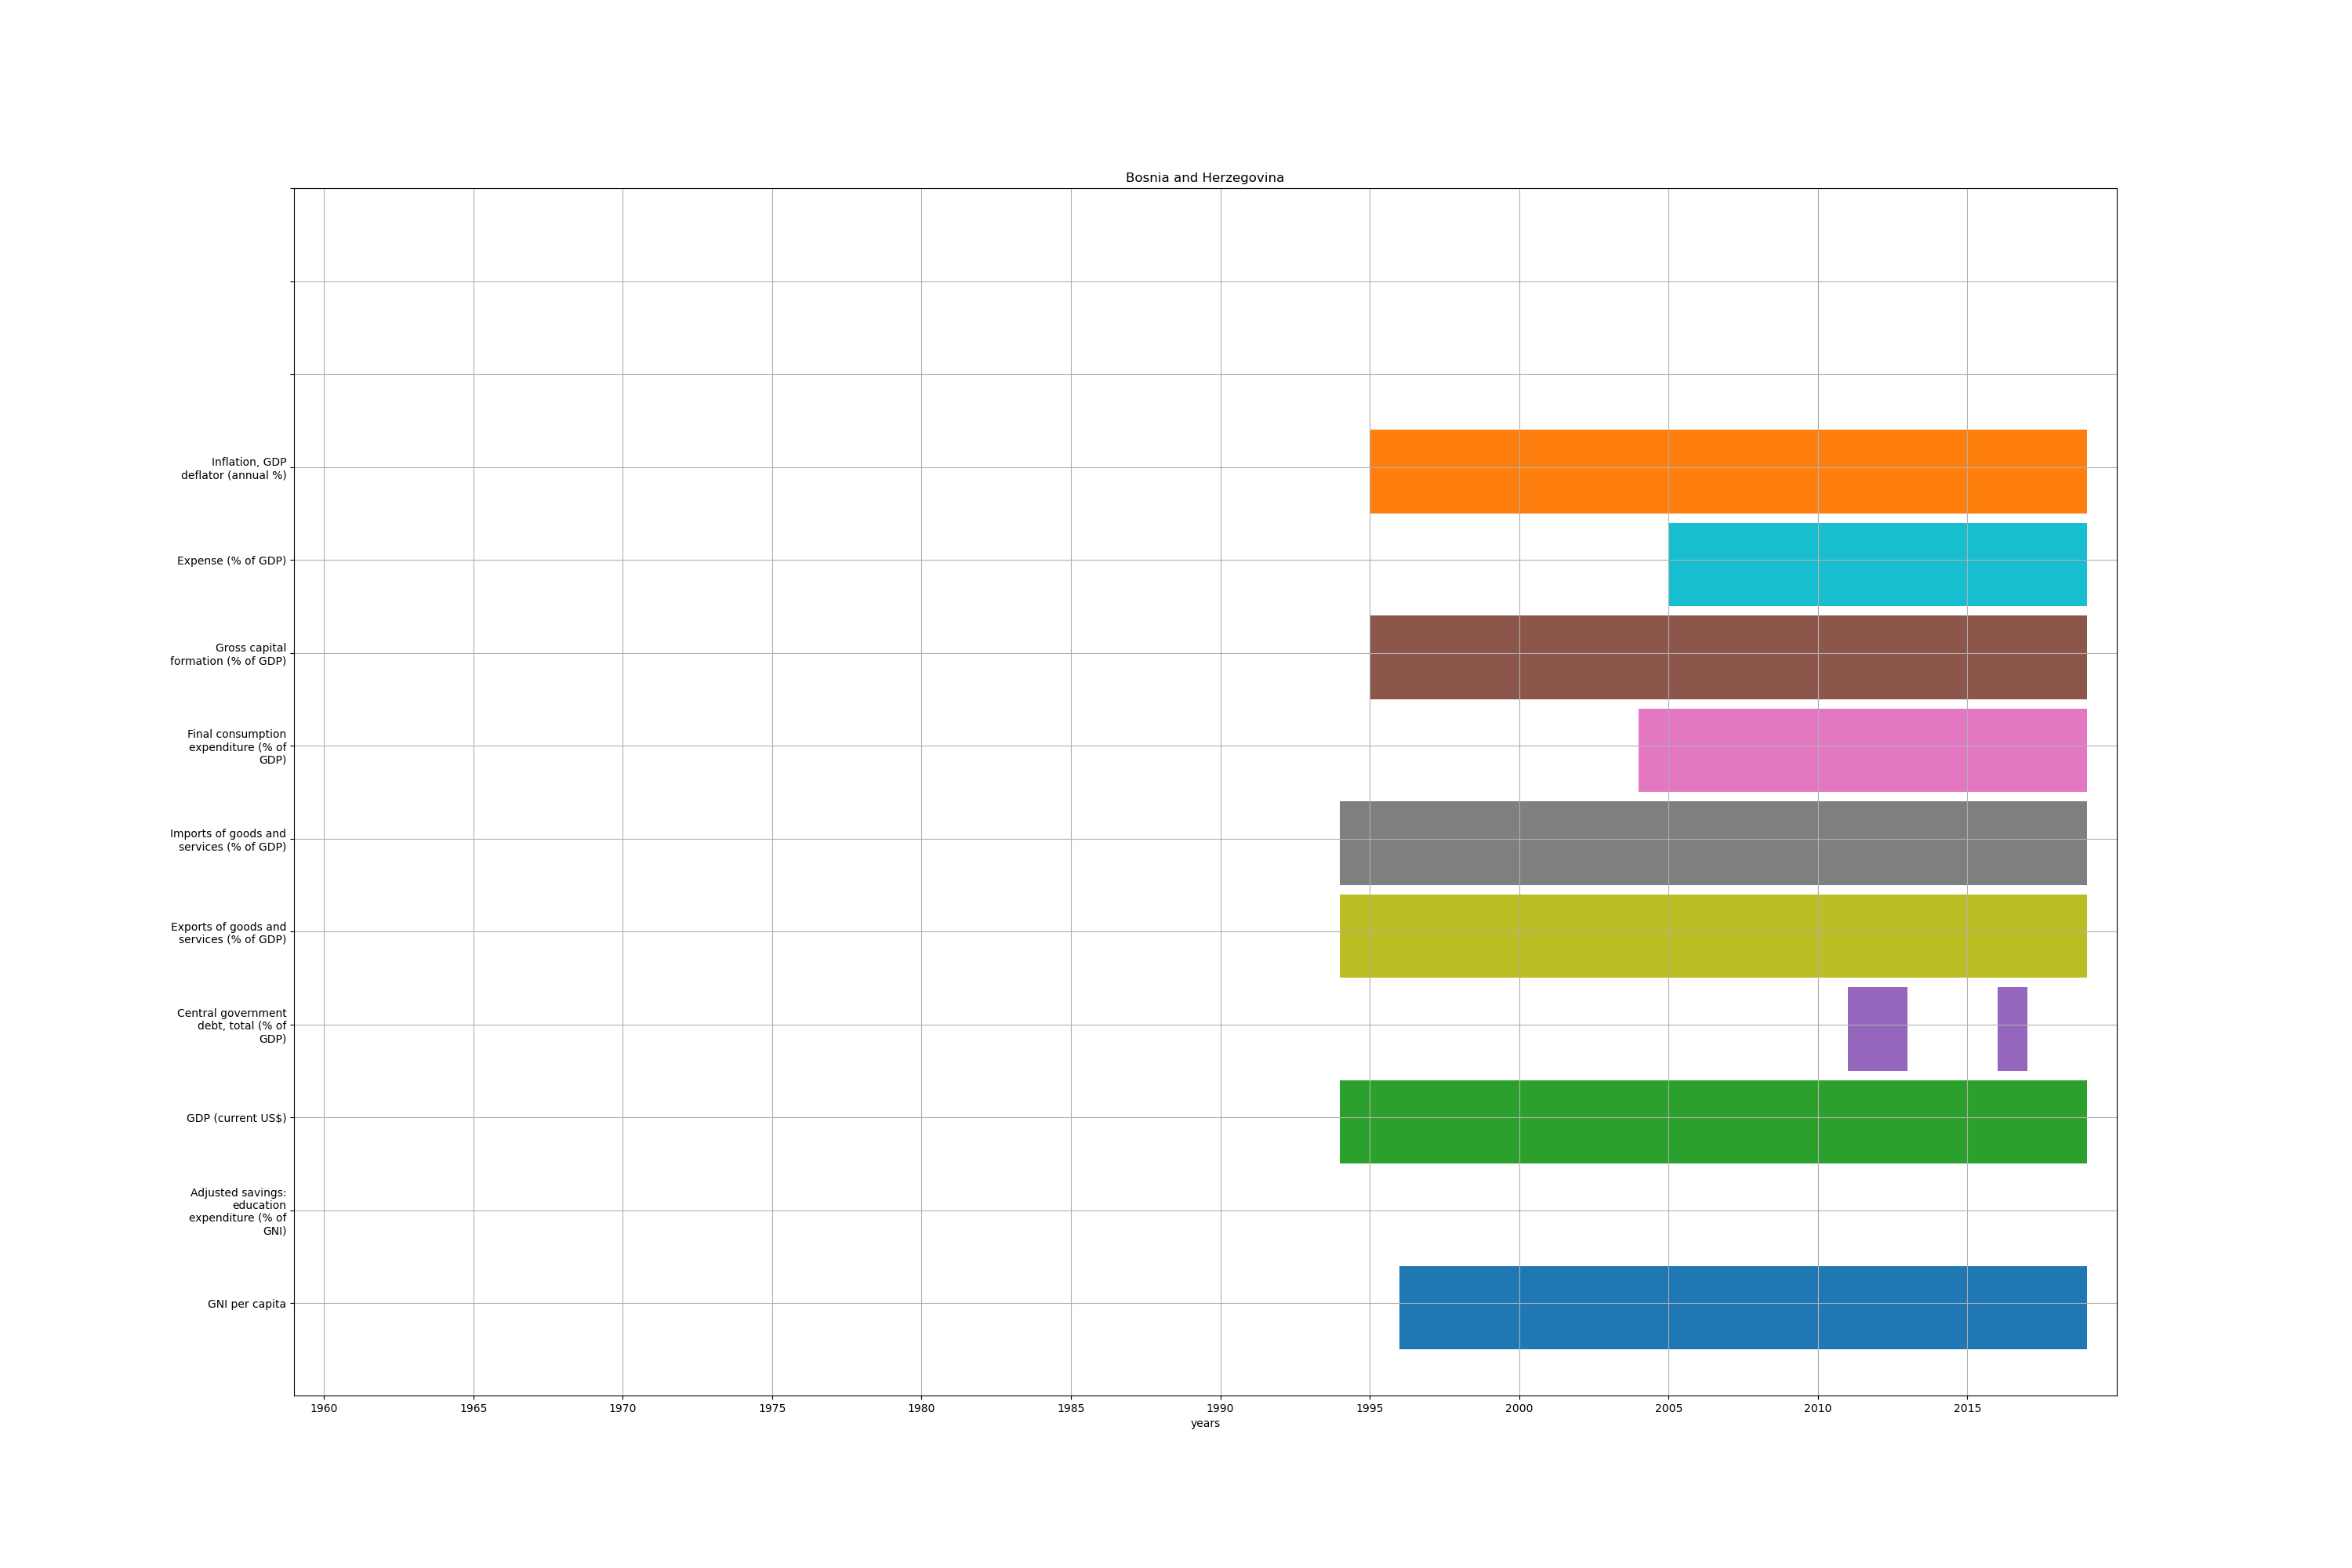 Bosnia and Herzegovina
Inflation, GDP
deflator (annual %)
Expense (% of GDP)
Gross capital
formation (% of GDP)
Final consumption
expenditure (% of
GDP)
Imports of goods and
services (% of GDP)
Exports of goods and
services (% of GDP)
Central government
debt, total (% of
GDP)
GDP (current US$)
Adjusted savings:
education
expenditure (% of
GNI)
GNI per capita
1960 1965 1970 1975 1980 1985 1990 1995 2000 2005 2010 2015
years